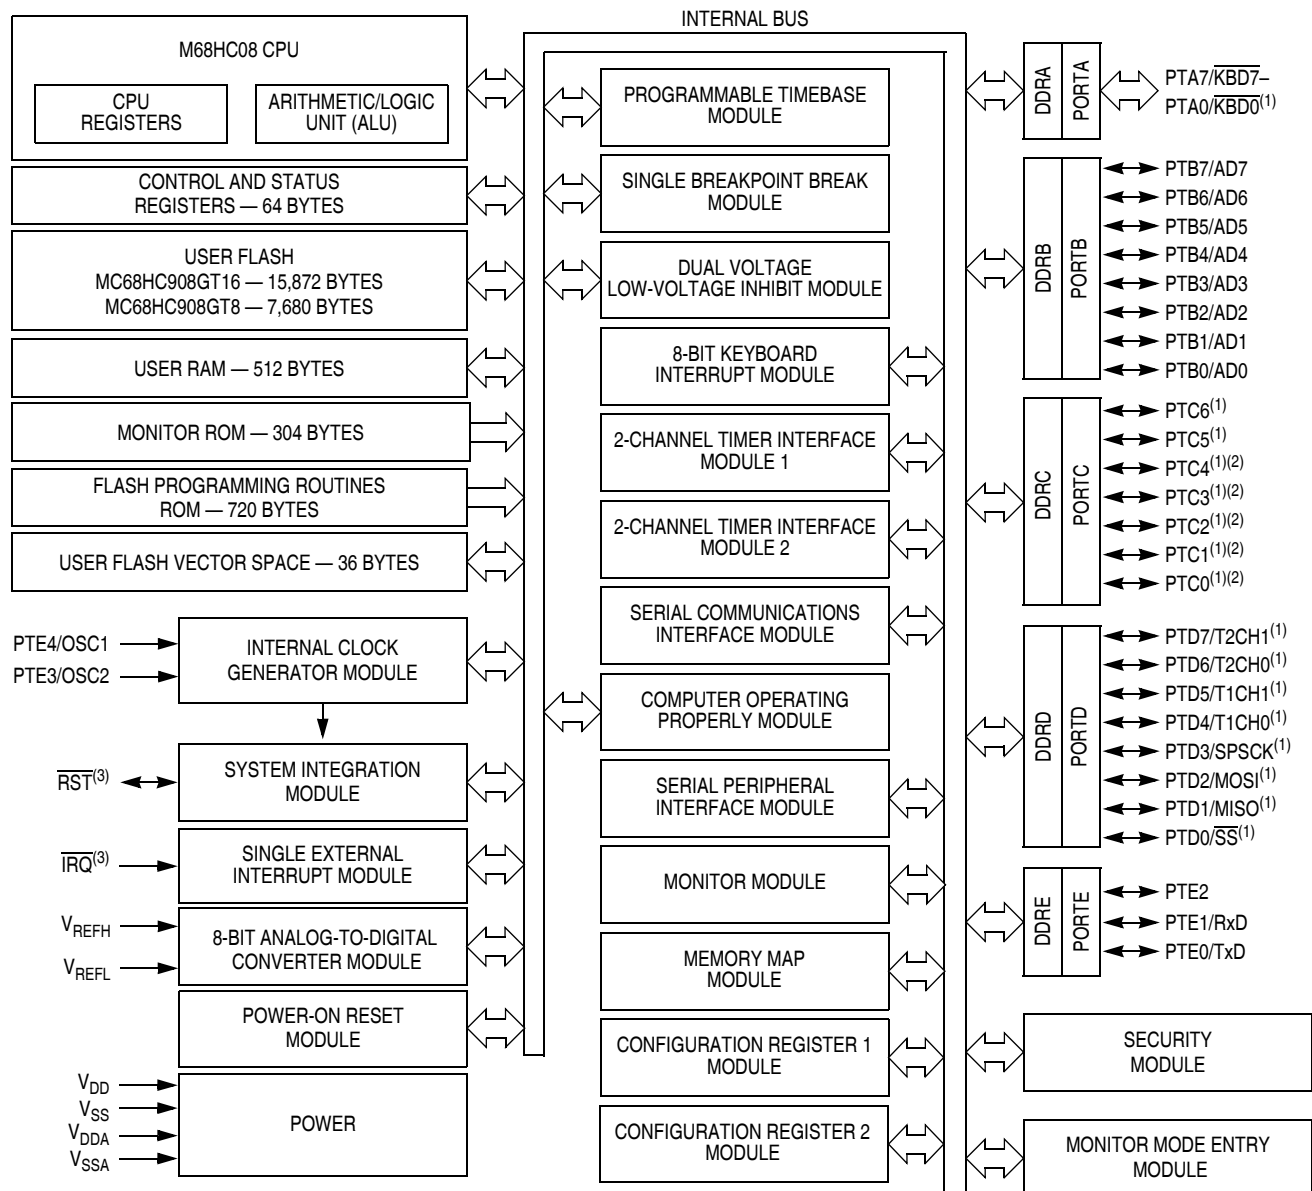 INTERNAL BUS
M68HC08 CPU
CPU
REGISTERS
ARITHMETIC/LOGIC
UNIT (ALU)
CONTROL AND STATUS
REGISTERS — 64 BYTES
USER FLASH
MC68HC908GT16 — 15,872 BYTES
MC68HC908GT8 — 7,680 BYTES
USER RAM — 512 BYTES
MONITOR ROM — 304 BYTES
FLASH PROGRAMMING ROUTINES
ROM — 720 BYTES
USER FLASH VECTOR SPACE — 36 BYTES
PTE4/OSC1
PTE3/OSC2
INTERNAL CLOCK
GENERATOR MODULE
RST(3)
SYSTEM INTEGRATION
MODULE
IRQ(3)
SINGLE EXTERNAL
INTERRUPT MODULE
VREFH
VREFL
8-BIT ANALOG-TO-DIGITAL
CONVERTER MODULE
POWER-ON RESET
MODULE
VDD
VSS
VDDA
VSSA
POWER
PROGRAMMABLE TIMEBASE
MODULE
SINGLE BREAKPOINT BREAK
MODULE
DUAL VOLTAGE
LOW-VOLTAGE INHIBIT MODULE
8-BIT KEYBOARD
INTERRUPT MODULE
2-CHANNEL TIMER INTERFACE
MODULE 1
2-CHANNEL TIMER INTERFACE
MODULE 2
SERIAL COMMUNICATIONS
INTERFACE MODULE
COMPUTER OPERATING
PROPERLY MODULE
SERIAL PERIPHERAL
INTERFACE MODULE
MONITOR MODULE
MEMORY MAP
MODULE
CONFIGURATION REGISTER 1
MODULE
CONFIGURATION REGISTER 2
MODULE
DDRA
PORTA
PTA7/KBD7–
PTA0/KBD0(1)
DDRB
PORTB
PTB7/AD7
PTB6/AD6
PTB5/AD5
PTB4/AD4
PTB3/AD3
PTB2/AD2
PTB1/AD1
PTB0/AD0
DDRC
PORTC
PTC6(1)
PTC5(1)
PTC4(1)(2)
PTC3(1)(2)
PTC2(1)(2)
PTC1(1)(2)
PTC0(1)(2)
DDRD
PORTD
PTD7/T2CH1(1)
PTD6/T2CH0(1)
PTD5/T1CH1(1)
PTD4/T1CH0(1)
PTD3/SPSCK(1)
PTD2/MOSI(1)
PTD1/MISO(1)
PTD0/SS(1)
DDRE
PORTE
PTE2
PTE1/RxD
PTE0/TxD
SECURITY
MODULE
MONITOR MODE ENTRY
MODULE